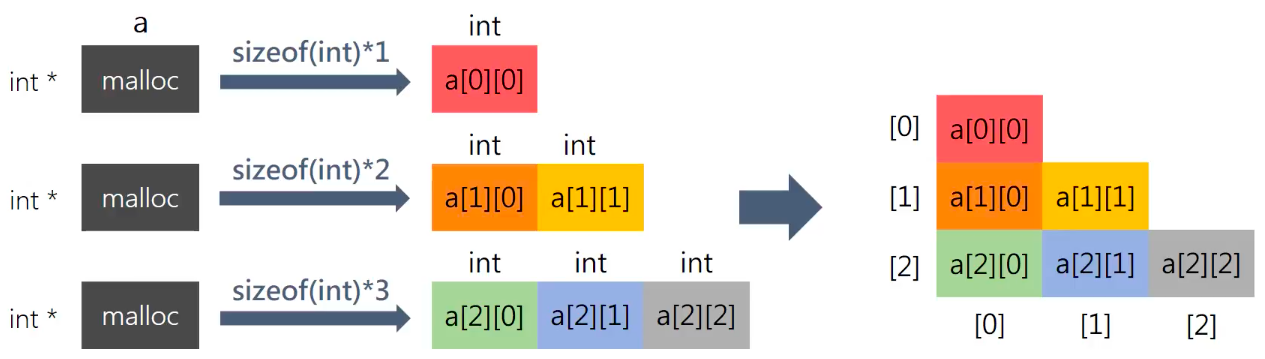 a
int
int *
malloc
sizeof(int)*1
a[0][0]
int
int
int *
malloc
sizeof(int)*2
a[1][0]
a[1][1]
int
int
int
int *
malloc
sizeof(int)*3
a[2][0]
a[2][1]
a[2][2]
[0]
a[0][0]
[1]
a[1][0]
a[1][1]
[2]
a[2][0]
a[2][1]
a[2][2]
[0]
[1]
[2]